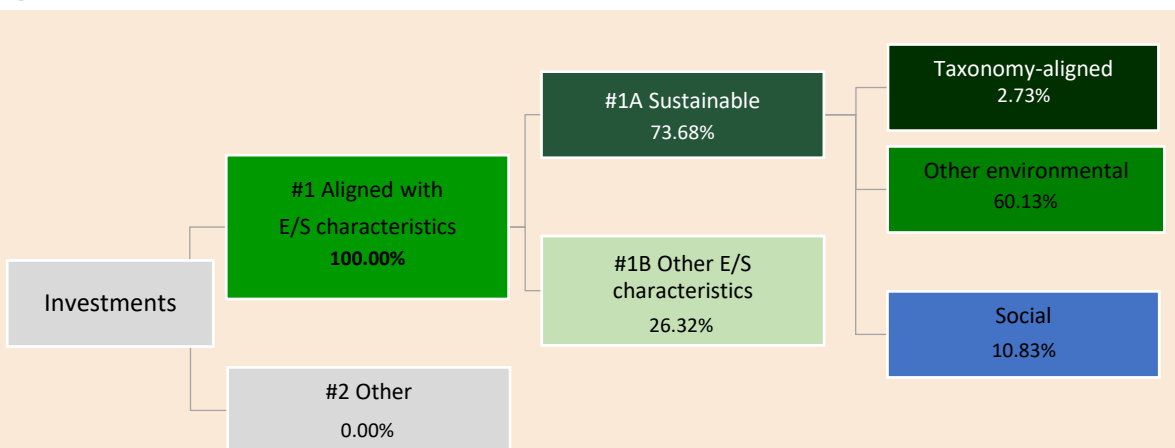 Investments
#1 Aligned with
E/S characteristics
100.00%
#2 Other
0.00%
#1A Sustainable
73.68%
#1B Other E/S
characteristics
26.32%
Taxonomy-aligned
2.73%
Other environmental
60.13%
Social
10.83%